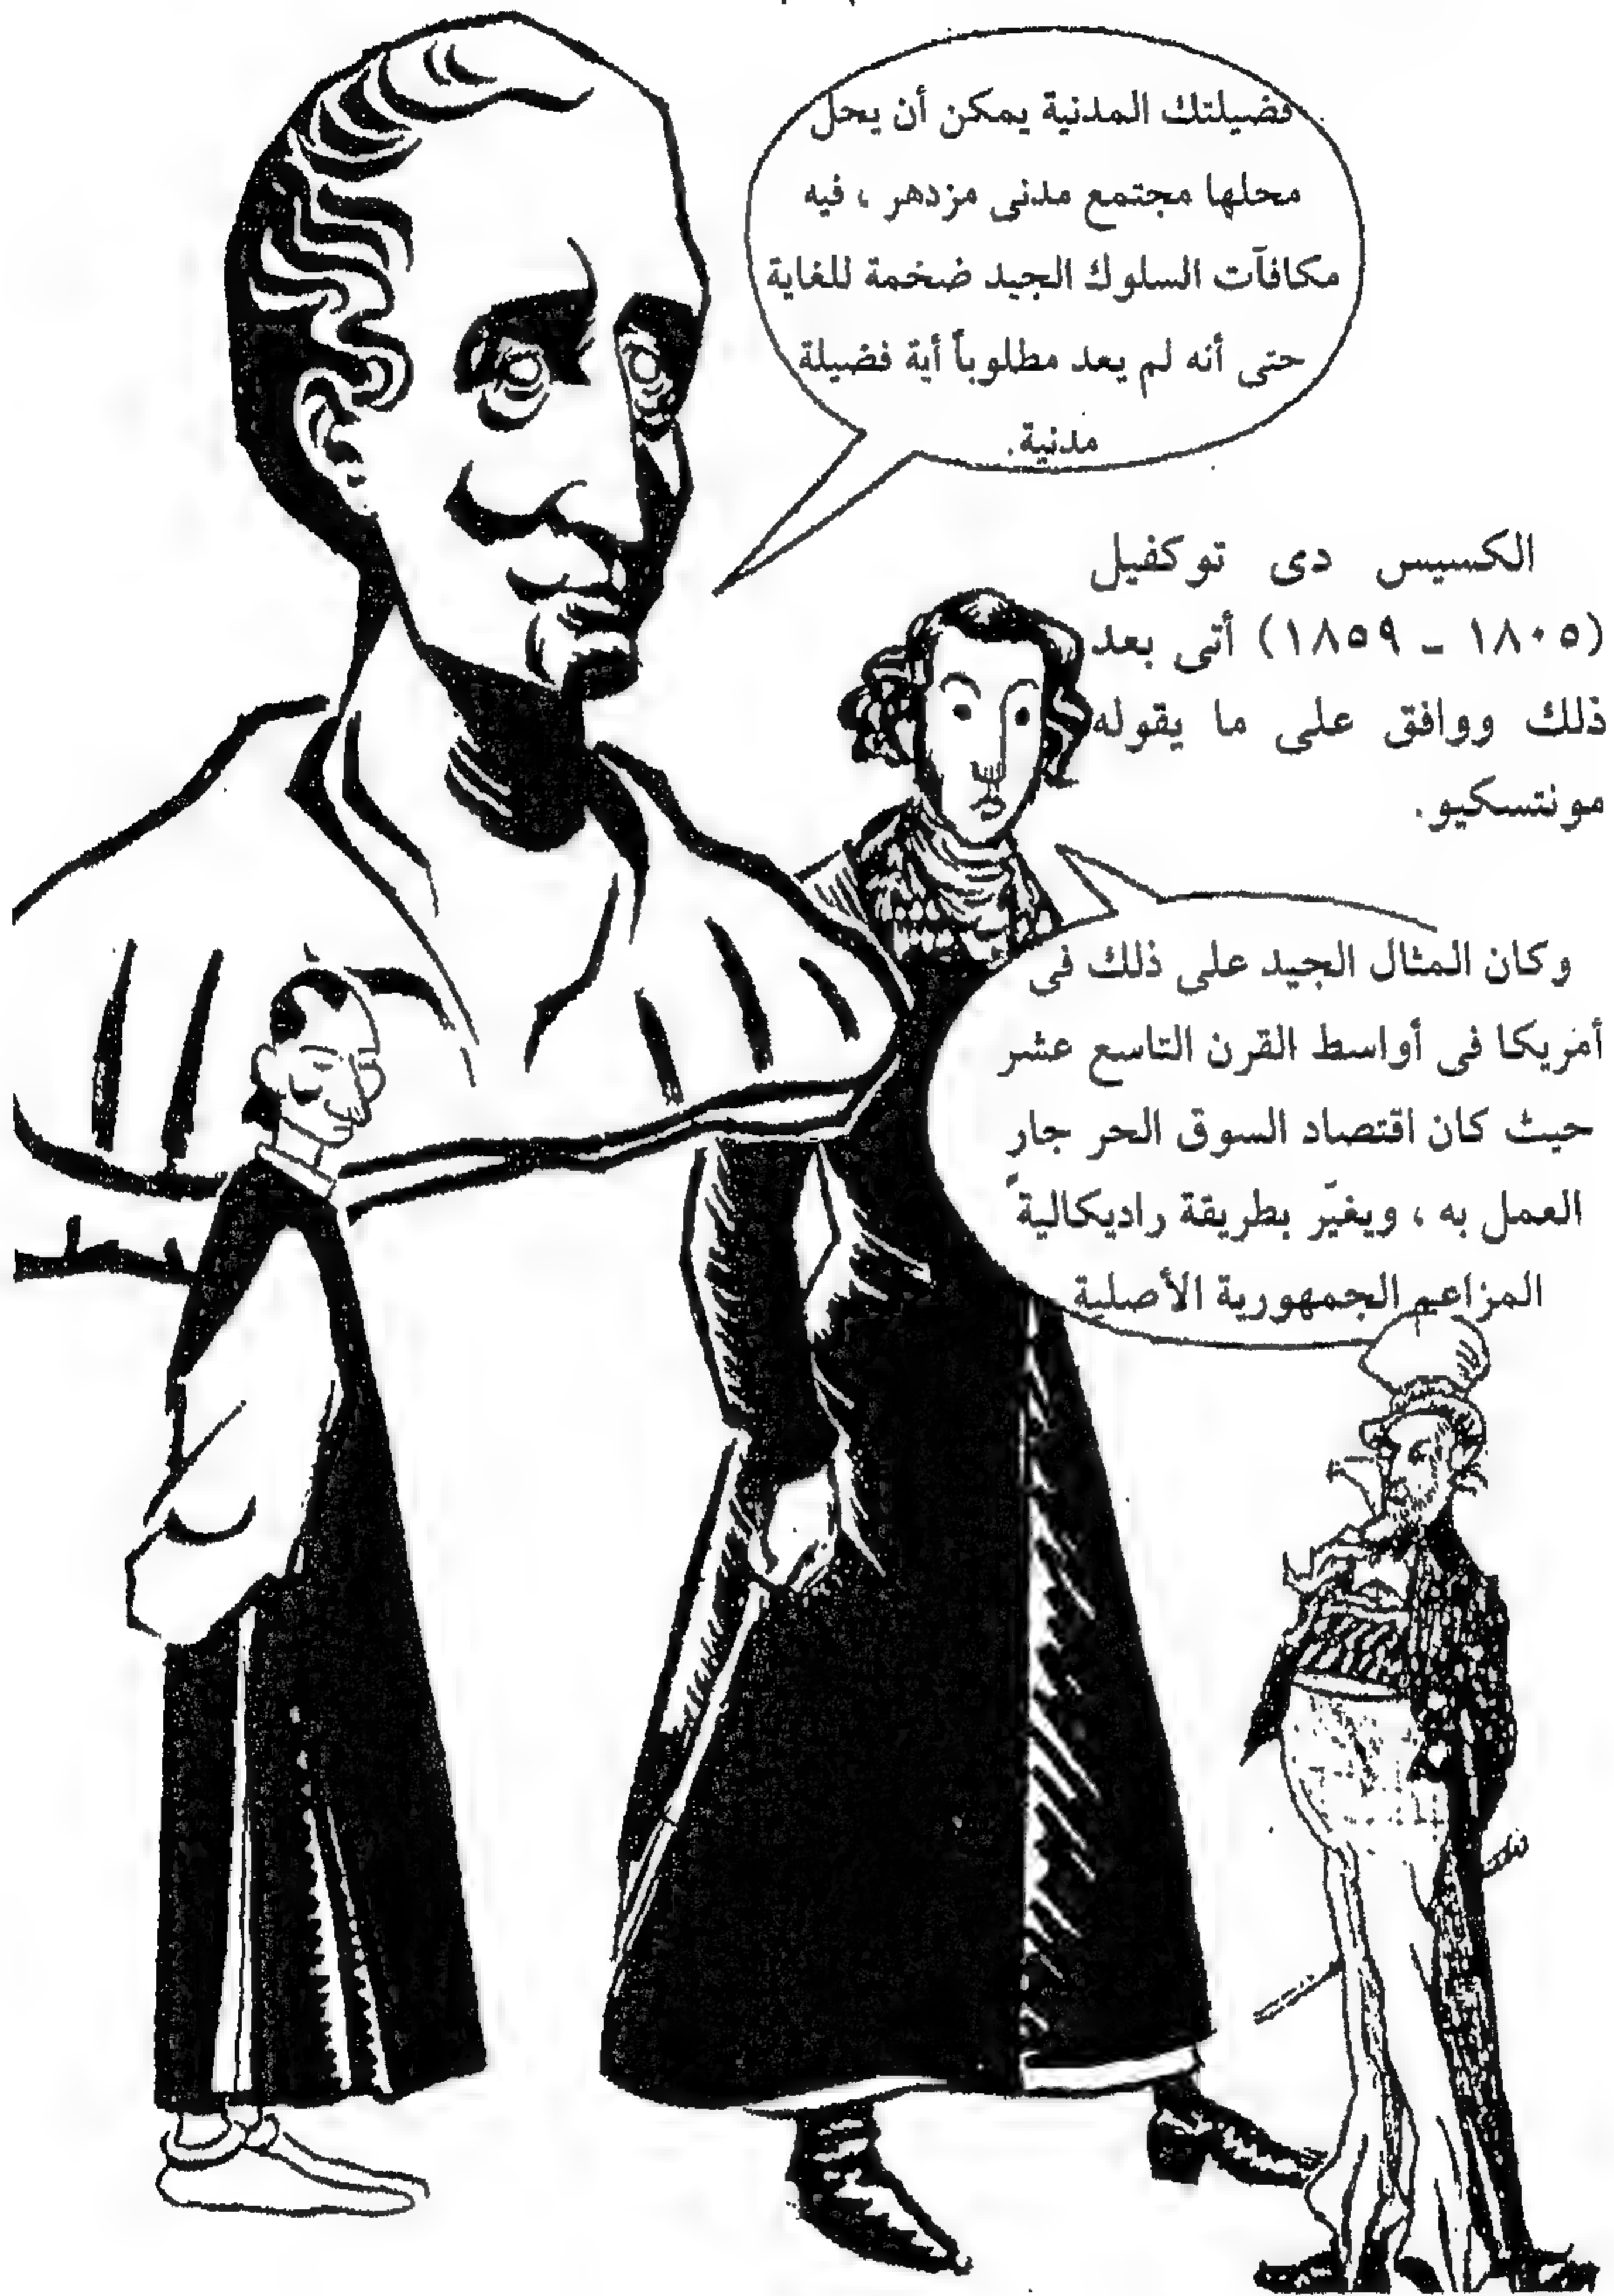 فضيلتك المدنية يمكن أن يحل
محلها مجتمع مدنى مزدهر ، فيه
مكافآت السلوك الجيد ضخمة للغاية
حتى أنه لم يعد مطلوباً أية فضيلة
مدنية.
الكسيس دى توكفيل
(١٨٠٥ – ١٨٥٩) أتى بعد
ذلك ووافق على ما يقوله
مونتسكيو.
وكان المثال الجيد على ذلك فى
أمريكا فى أواسط القرن التاسع عشر
حيث كان اقتصاد السوق الحر جار
العمل به ، ويغيّر بطريقة راديكالية
المزاعم الجمهورية الأصلية